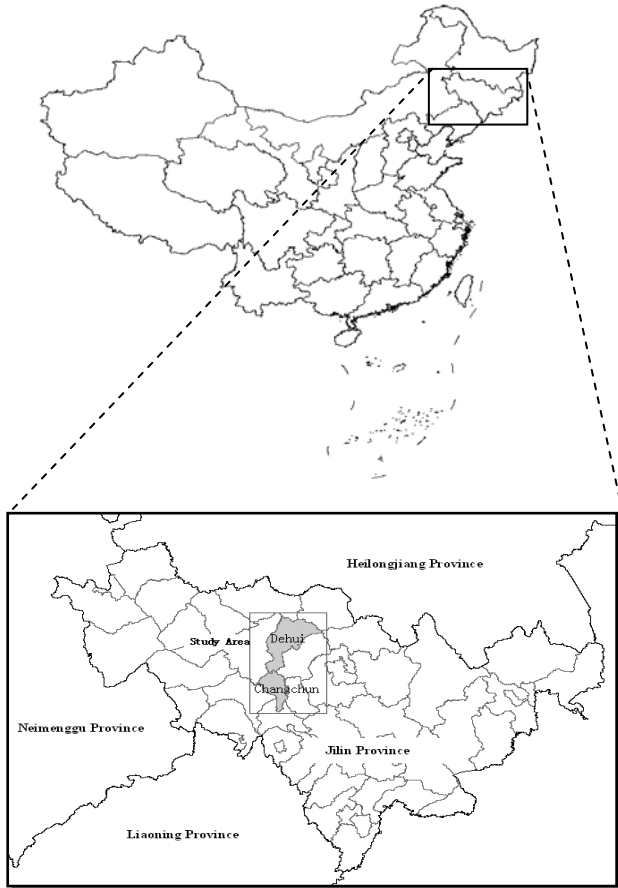 Heilongjiang Province
Study Area
Dehui
Changchun
Neimenggu Province
Jilin Province
Liaoning Province